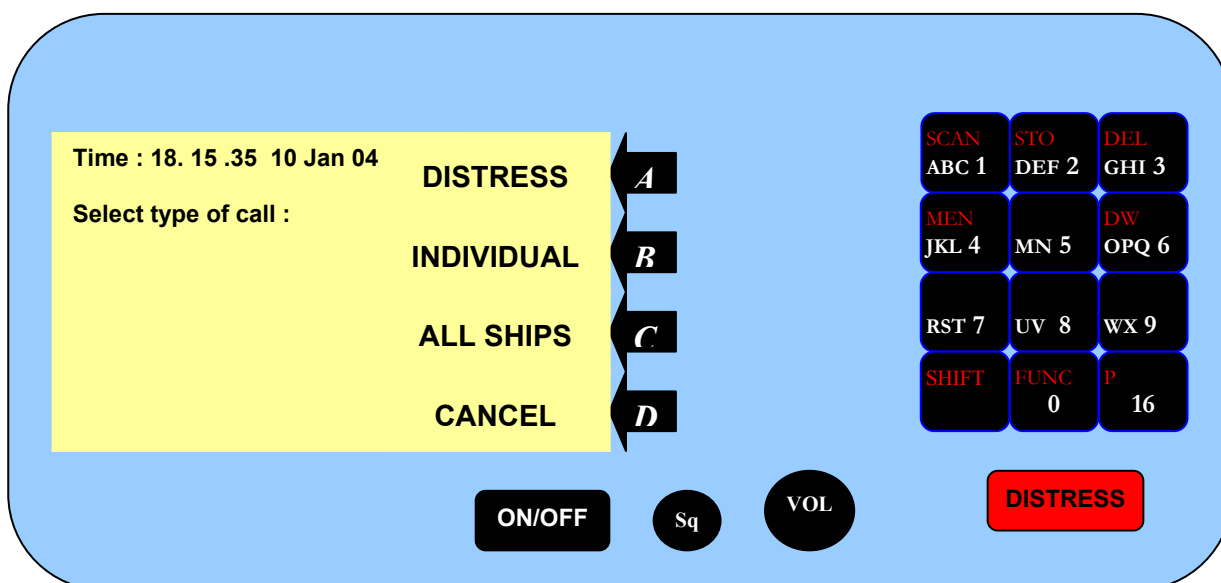 Time : 18. 15 .35 10 Jan 04
Select type of call :
DISTRESS
INDIVIDUAL
ALL SHIPS
CANCEL
A
B
C
D
SCAN STO DEL
ABC 1 DEF 2 GHI 3
MEN DW
JKL 4 MN 5 OPQ 6
RST 7 UV 8 WX 9
SHIFT FUNC P
0 16
ON/OFF Sq VOL DISTRESS